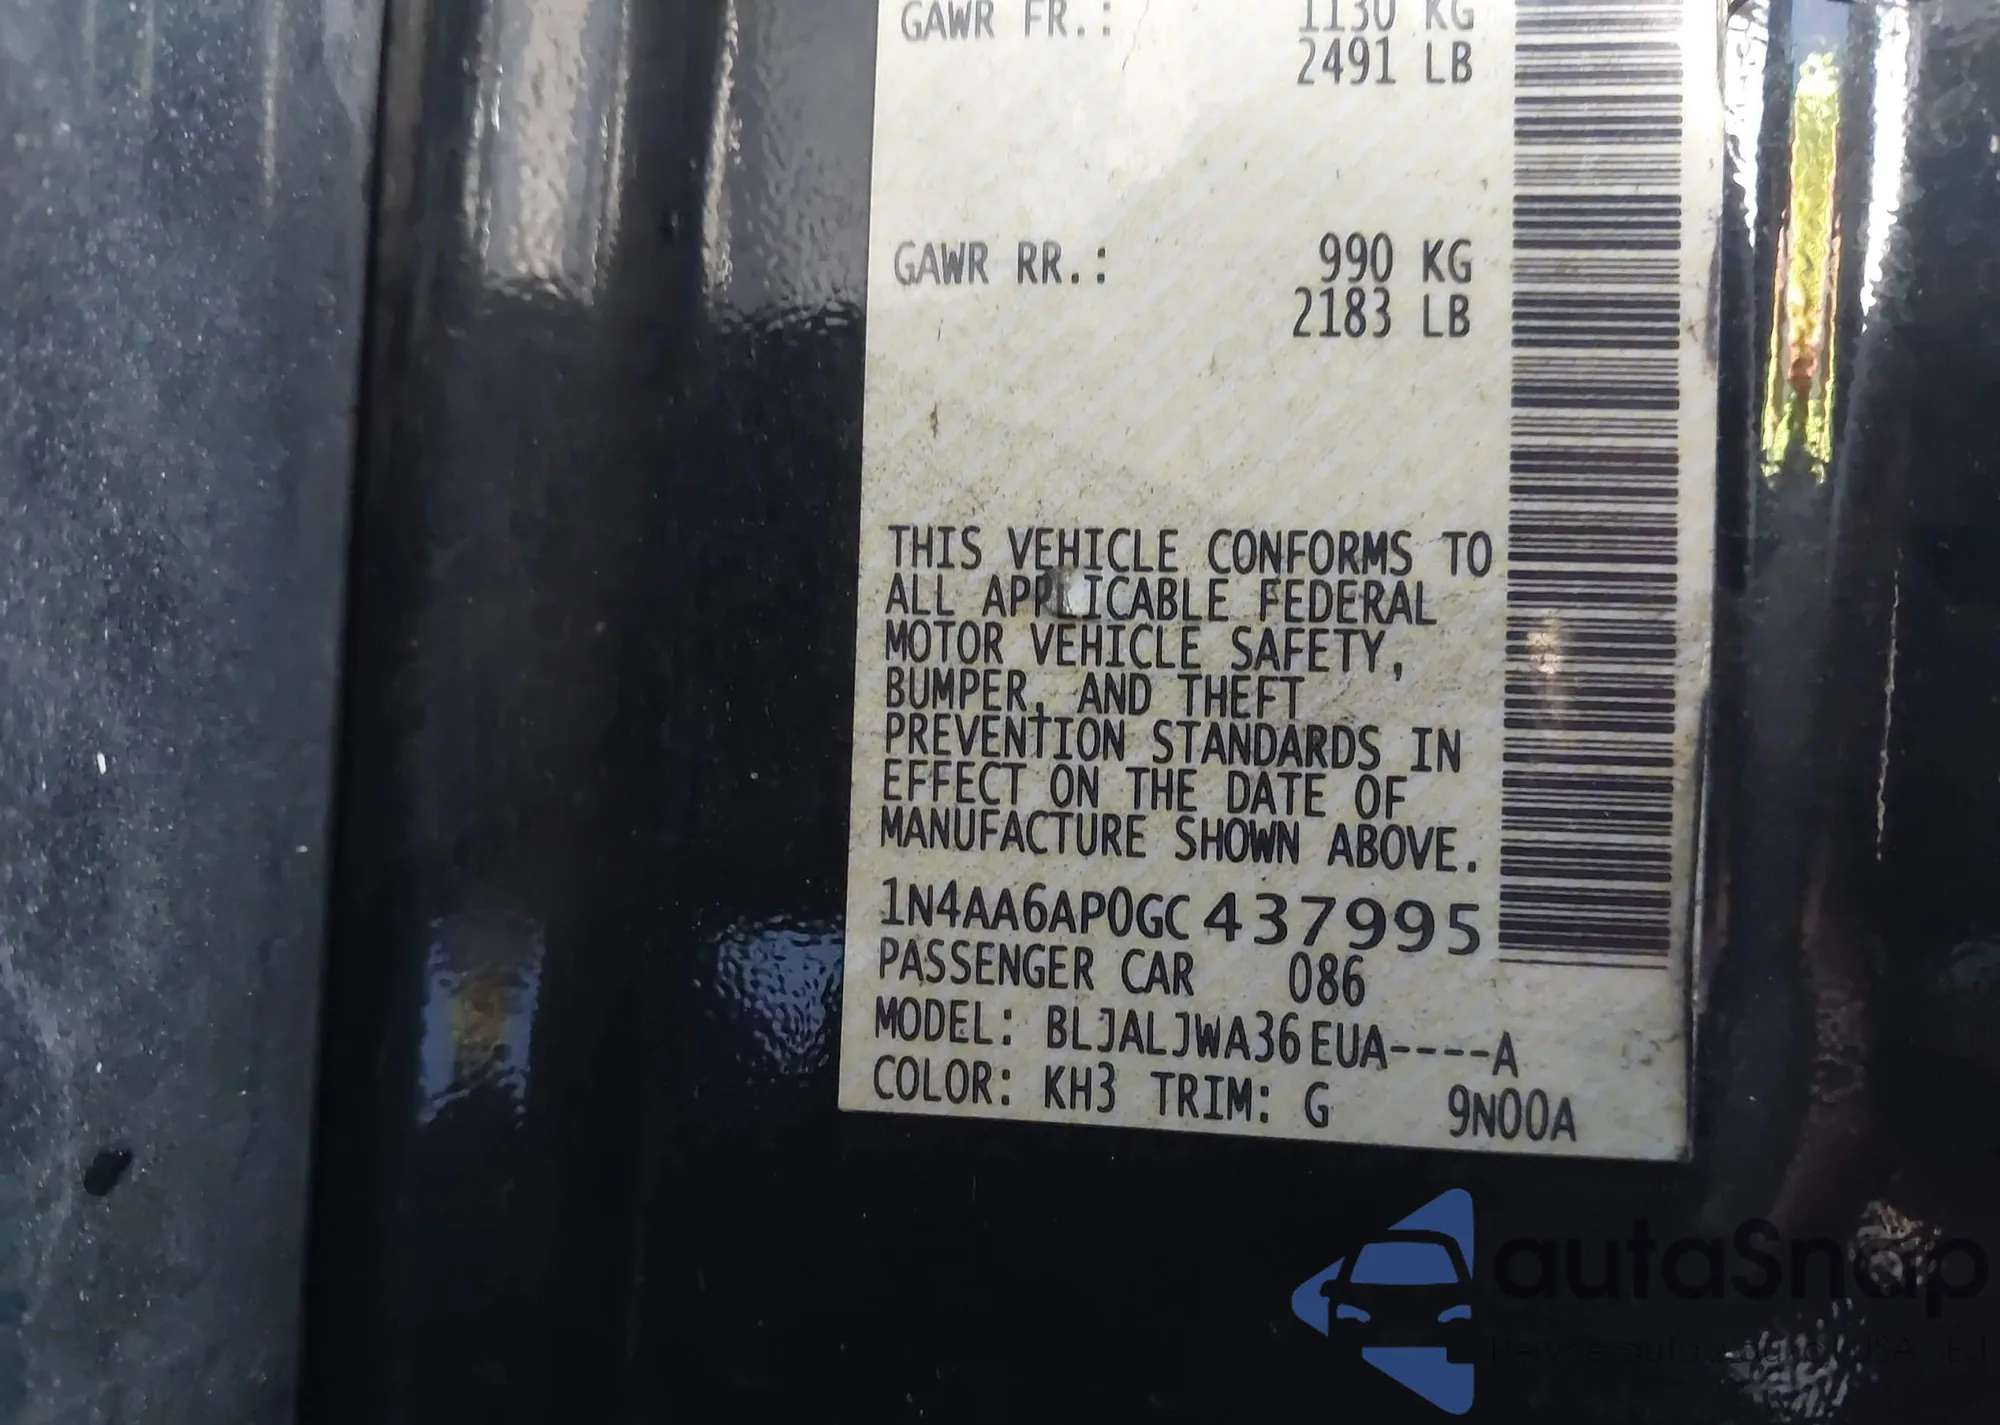 GAWR FR.: 1130 KG
2491 LB
GAWR RR.: 990 KG
2183 LB
THIS VEHICLE CONFORMS TO
ALL APPLICABLE FEDERAL
MOTOR VEHICLE SAFETY,
BUMPER, AND THEFT
PREVENTION STANDARDS IN
EFFECT ON THE DATE OF
MANUFACTURE SHOWN ABOVE.
1N4AA6AP0GC437995
PASSENGER CAR 086
MODEL: BLJALJWA36EUA----A
COLOR: KH3 TRIM: G 9N00A
autaSnap